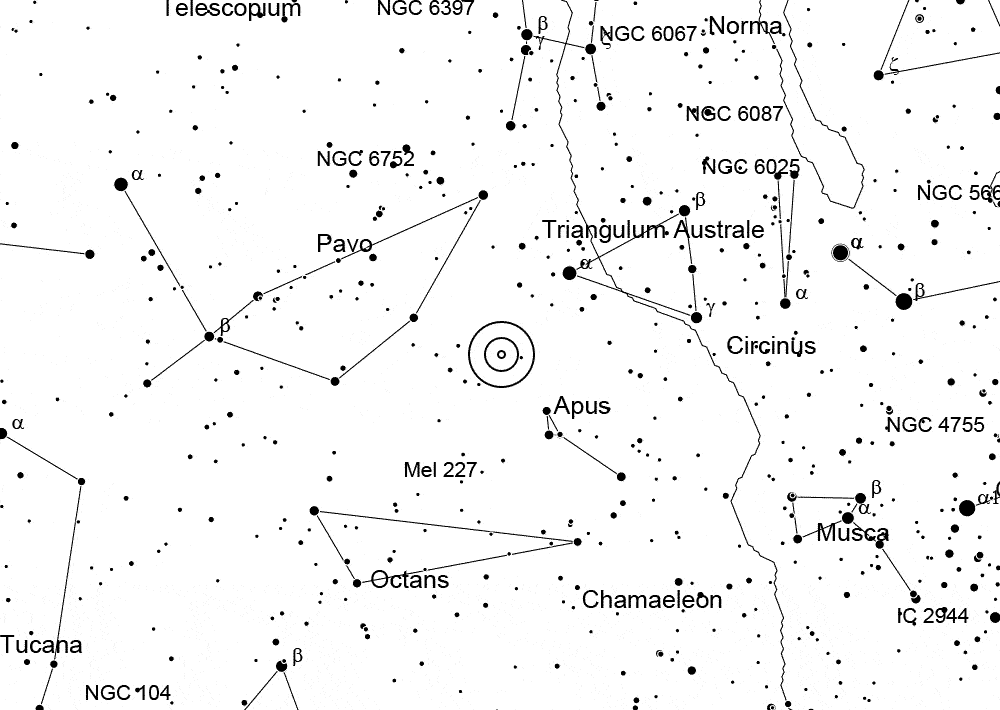 Telescopium
NGC 6397
β
γ
ζ
NGC 6067
Norma
ζ
NGC 6087
NGC 6752
NGC 6025
α
NGC 566
β
Triangulum Australe
Pavo
α
α
β
α
γ
β
Circinus
Apus
α
NGC 4755
Mel 227
β
α
α
Musca
Octans
Chamaeleon
IC 2944
Tucana
β
NGC 104